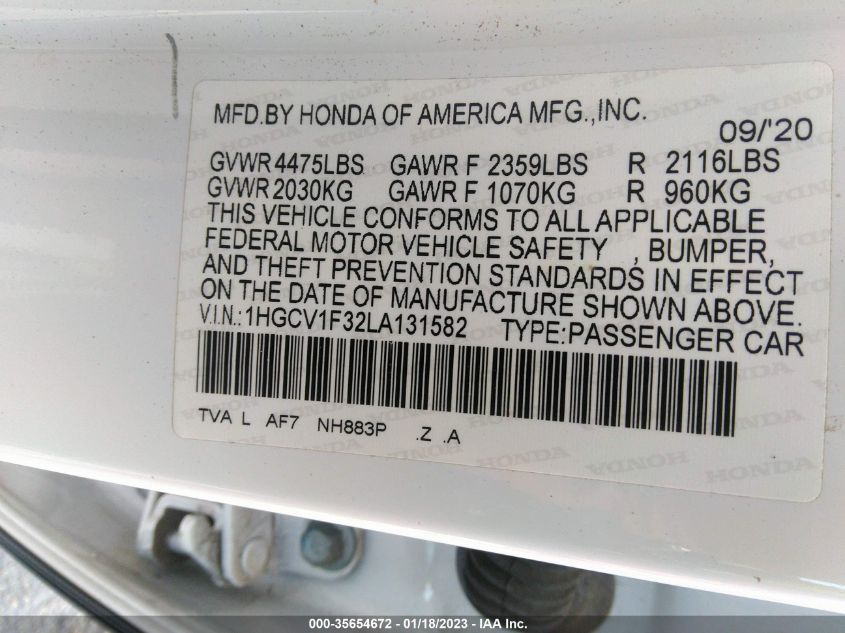 MFD.BY HONDA OF AMERICA MFG.,INC.
09/'20
GVWR 4475LBS GAWR F 2359LBS R 2116LBS
GVWR 2030KG GAWR F 1070KG R 960KG
THIS VEHICLE CONFORMS TO ALL APPLICABLE
FEDERAL MOTOR VEHICLE SAFETY , BUMPER,
AND THEFT PREVENTION STANDARDS IN EFFECT
ON THE DATE OF MANUFACTURE SHOWN ABOVE.
V.I.N.:1HGCV1F32LA131582 TYPE:PASSENGER CAR
TVA L AF7 NH883P .Z .A
000-35654672 - 01/18/2023 - IAA Inc.